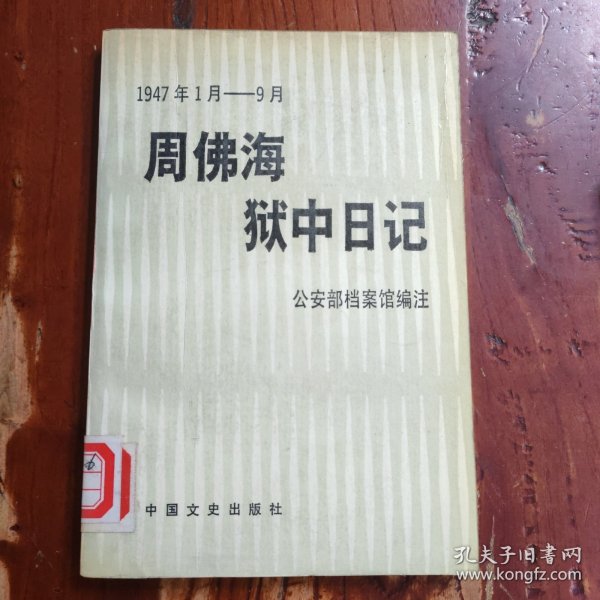 1947年1月——9月
周佛海
狱中日记
公安部档案馆编注
中国文史出版社
孔夫子旧书网
www.kongfz.com